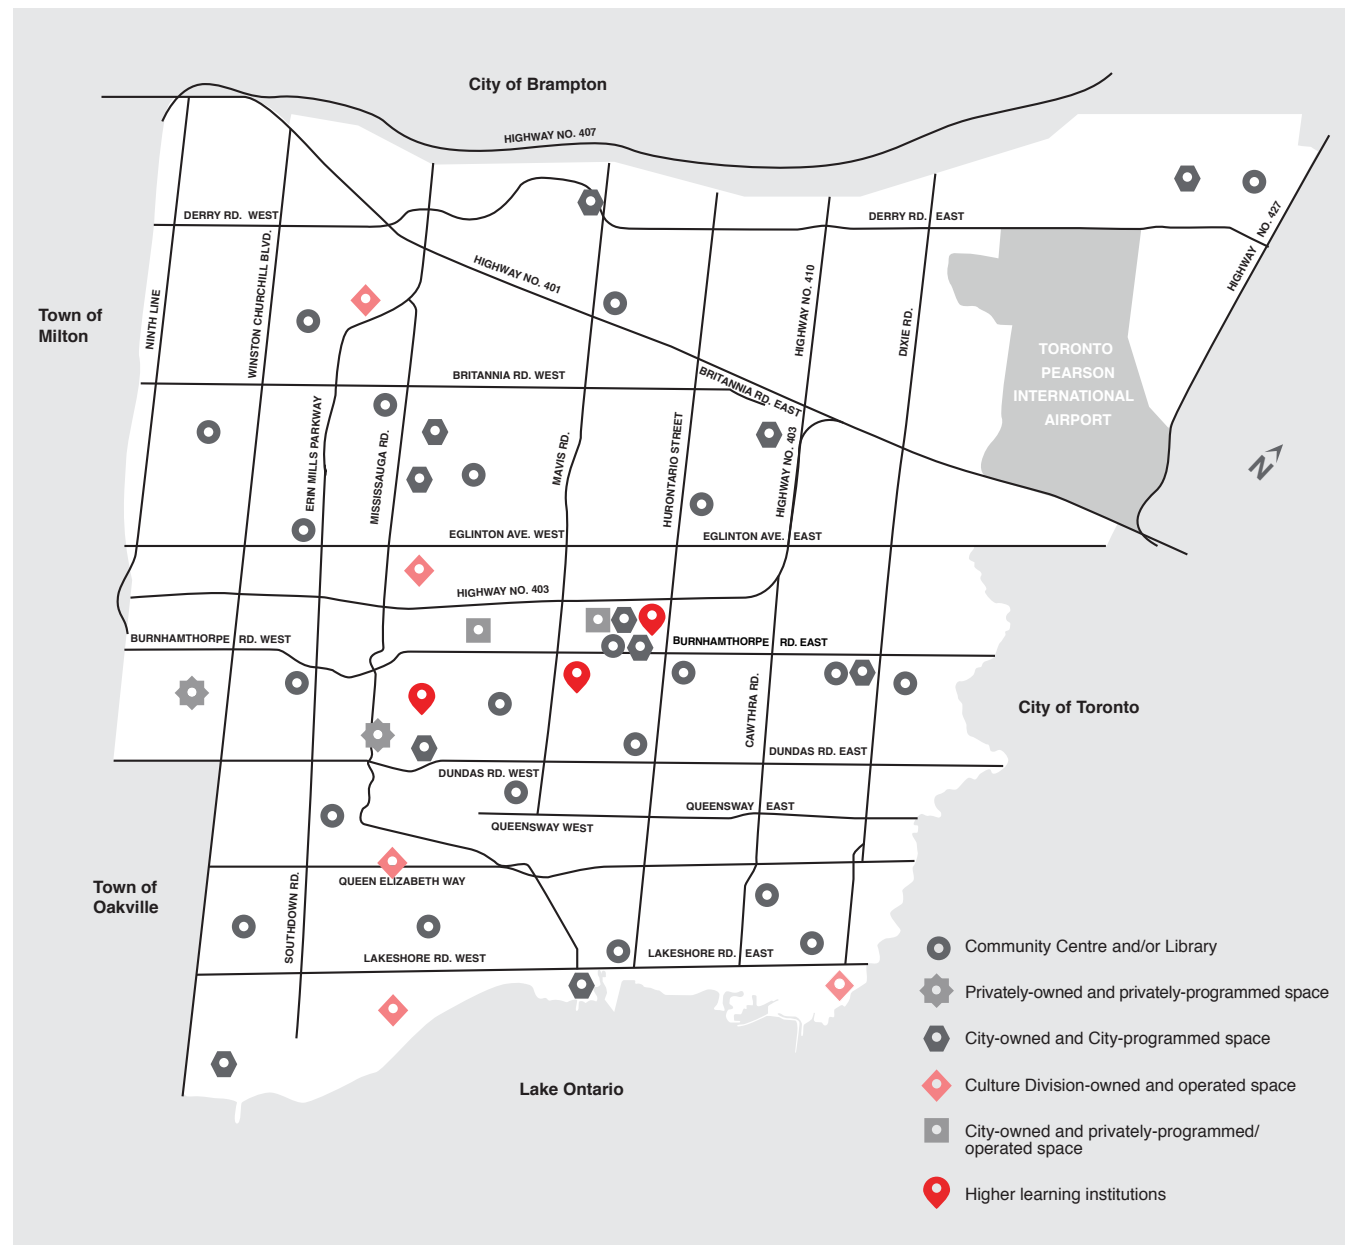 City of Brampton
HIGHWAY NO. 407
DERRY RD. WEST
DERRY RD. EAST
HIGHWAY NO. 427
HIGHWAY NO. 401
HIGHWAY NO. 410
WINSTON CHURCHILL BLVD.
NINTH LINE
Town of
Milton
DIXIE RD.
TORONTO
PEARSON
INTERNATIONAL
AIRPORT
BRITANNIA RD. WEST
BRITANNIA RD. EAST
ERIN MILLS PARKWAY
MISSISSAUGA RD.
MAVIS RD.
HURONTARIO STREET
HIGHWAY NO. 403
N
EGLINTON AVE. WEST
EGLINTON AVE. EAST
HIGHWAY NO. 403
BURNHAMTHORPE RD. WEST
BURNHAMTHORPE RD. EAST
CAWTHRA RD.
City of Toronto
DUNDAS RD. EAST
DUNDAS RD. WEST
QUEENSWAY EAST
QUEENSWAY WEST
Town of
Oakville
QUEEN ELIZABETH WAY
SOUTHDOWN RD.
LAKESHORE RD. WEST
LAKESHORE RD. EAST
Lake Ontario
Community Centre and/or Library
Privately-owned and privately-programmed space
City-owned and City-programmed space
Culture Division-owned and operated space
City-owned and privately-programmed/
operated space
Higher learning institutions